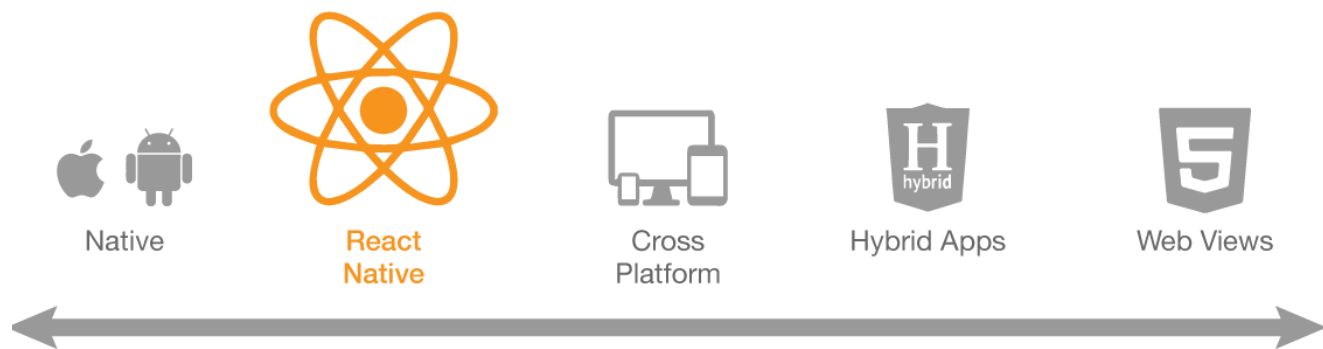 H
hybrid
5
Native
React
Native
Cross
Platform
Hybrid Apps
Web Views